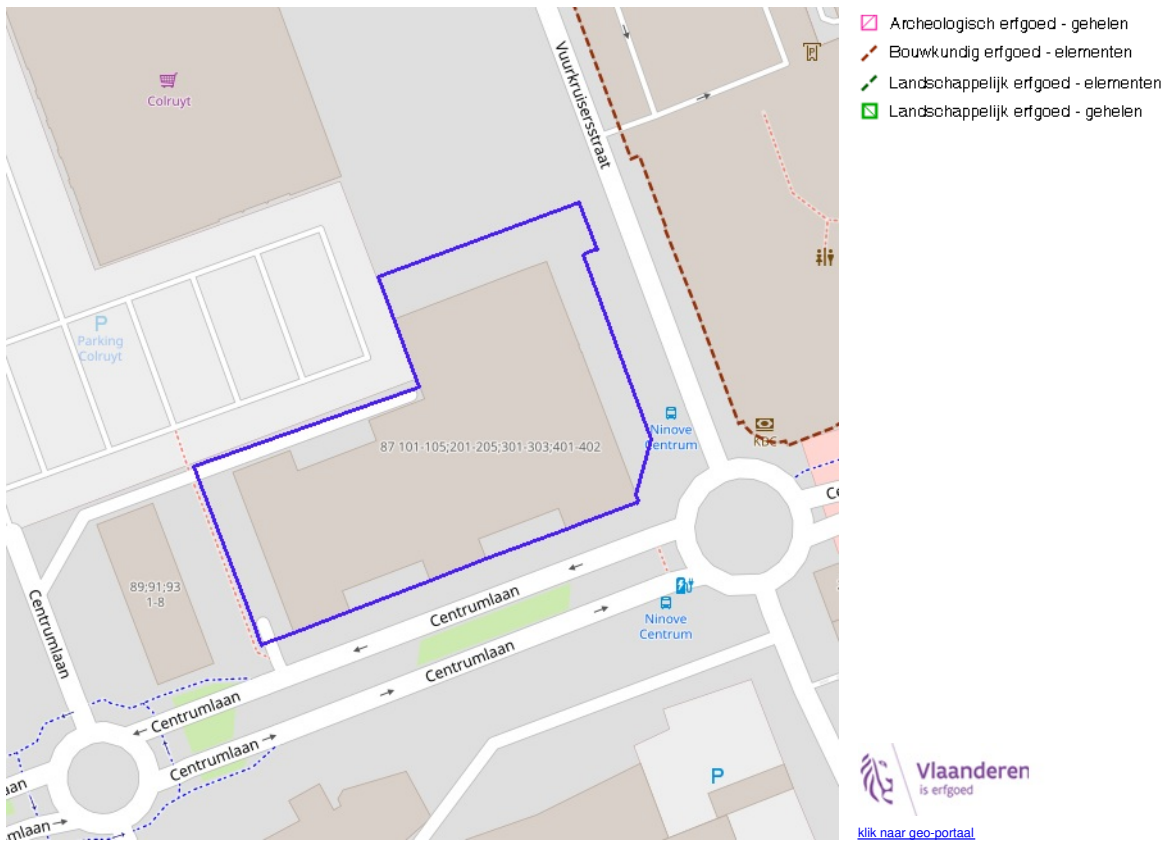 Colruyt
Vuurkruisersstraat
P
P
Parking
Colruyt
Ninove
Centrum
KBC
87 101-105;201-205;301-303;401-402
89;91;93
1-8
Centrumlaan
Centrumlaan
Centrumlaan
Centrumlaan
Centrumlaan
Ninove
Centrum
P
Archeologisch erfgoed - gehelen
Bouwkundig erfgoed - elementen
Landschappelijk erfgoed - elementen
Landschappelijk erfgoed - gehelen
Vlaanderen
is erfgoed
klik naar geo-portaal